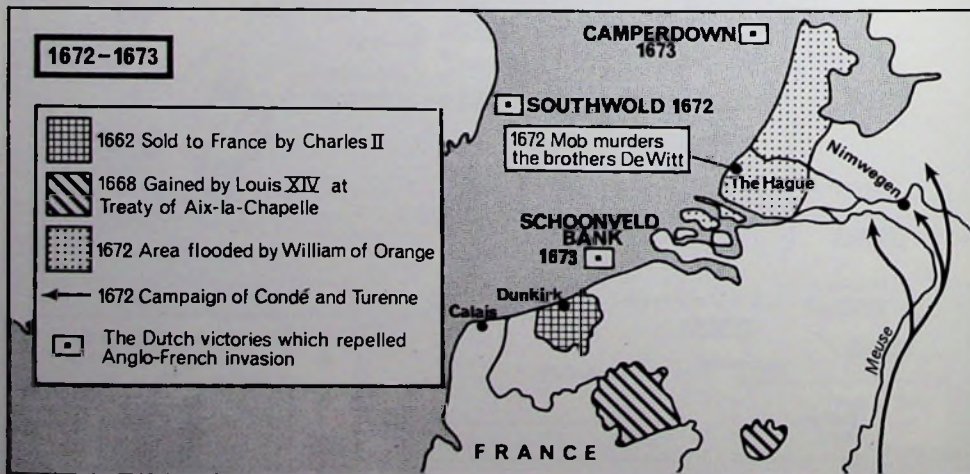 1672–1673
1662 Sold to France by Charles II
1668 Gained by Louis XIV at
Treaty of Aix-la-Chapelle
1672 Area flooded by William of Orange
1672 Campaign of Condé and Turenne
The Dutch victories which repelled
Anglo-French invasion
CAMPERDOWN
1673
SOUTHWOLD 1672
1672 Mob murders
the brothers De Witt
Nimwegen
The Hague
SCHOONVELD
BANK
1673
Dunkirk
Calais
Meuse
FRANCE